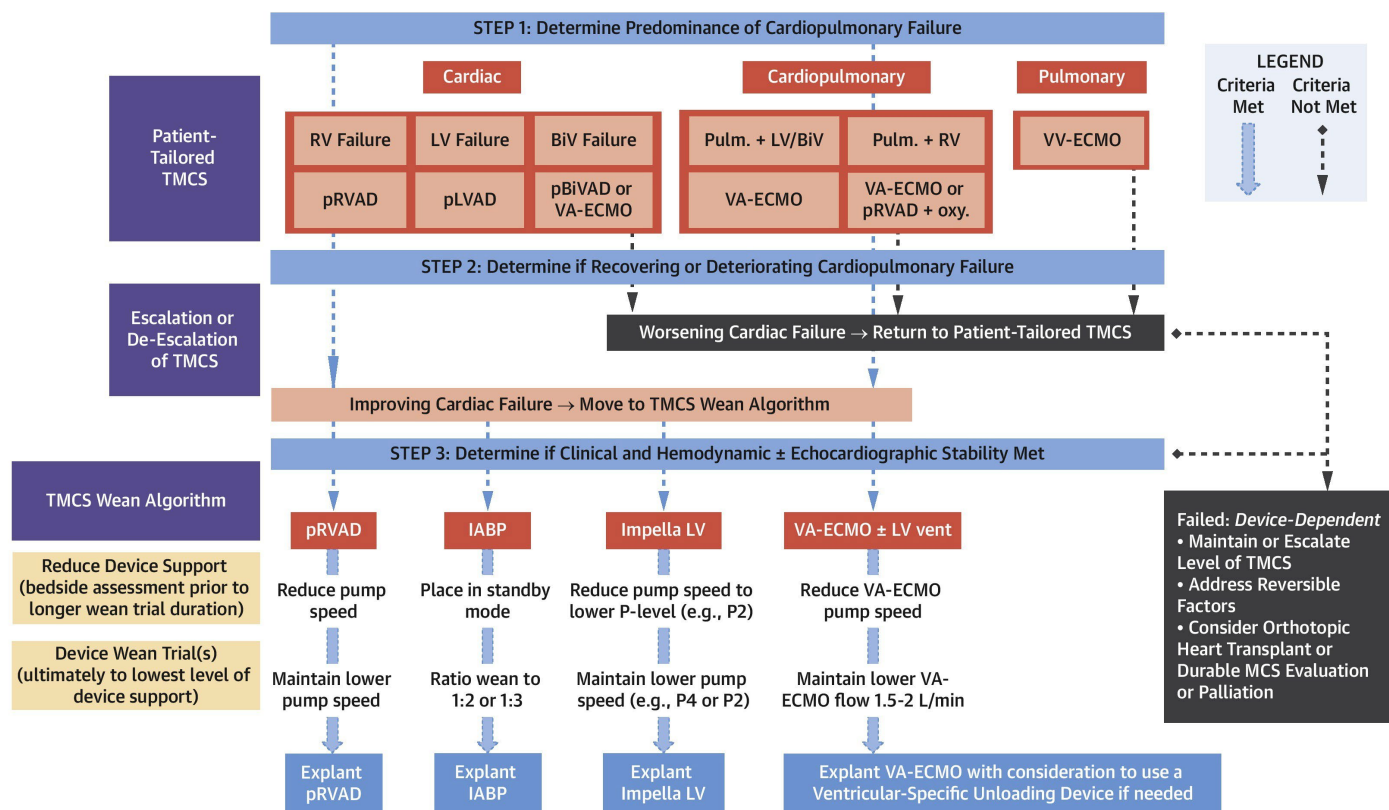 STEP 1: Determine Predominance of Cardiopulmonary Failure
LEGEND
Criteria
Met
Criteria
Not Met
Patient-
Tailored
TMCS
Cardiac
Cardiopulmonary
Pulmonary
RV Failure
LV Failure
BiV Failure
Pulm. + LV/BiV
Pulm. + RV
VV-ECMO
pRVAD
pLVAD
pBiVAD or
VA-ECMO
VA-ECMO
VA-ECMO or
pRVAD + oxy.
STEP 2: Determine if Recovering or Deteriorating Cardiopulmonary Failure
Escalation or
De-Escalation
of TMCS
Worsening Cardiac Failure → Return to Patient-Tailored TMCS
Improving Cardiac Failure → Move to TMCS Wean Algorithm
STEP 3: Determine if Clinical and Hemodynamic ± Echocardiographic Stability Met
TMCS Wean Algorithm
pRVAD
IABP
Impella LV
VA-ECMO ± LV vent
Reduce Device Support
(bedside assessment prior to
longer wean trial duration)
Reduce pump
speed
Place in standby
mode
Reduce pump speed to
lower P-level (e.g., P2)
Reduce VA-ECMO
pump speed
Device Wean Trial(s)
(ultimately to lowest level of
device support)
Maintain lower
pump speed
Ratio wean to
1:2 or 1:3
Maintain lower pump
speed (e.g., P4 or P2)
Maintain lower VA-
ECMO flow 1.5-2 L/min
Explant
pRVAD
Explant
IABP
Explant
Impella LV
Explant VA-ECMO with consideration to use a
Ventricular-Specific Unloading Device if needed
Failed: Device-Dependent
• Maintain or Escalate
Level of TMCS
• Address Reversible
Factors
• Consider Orthotopic
Heart Transplant or
Durable MCS Evaluation
or Palliation